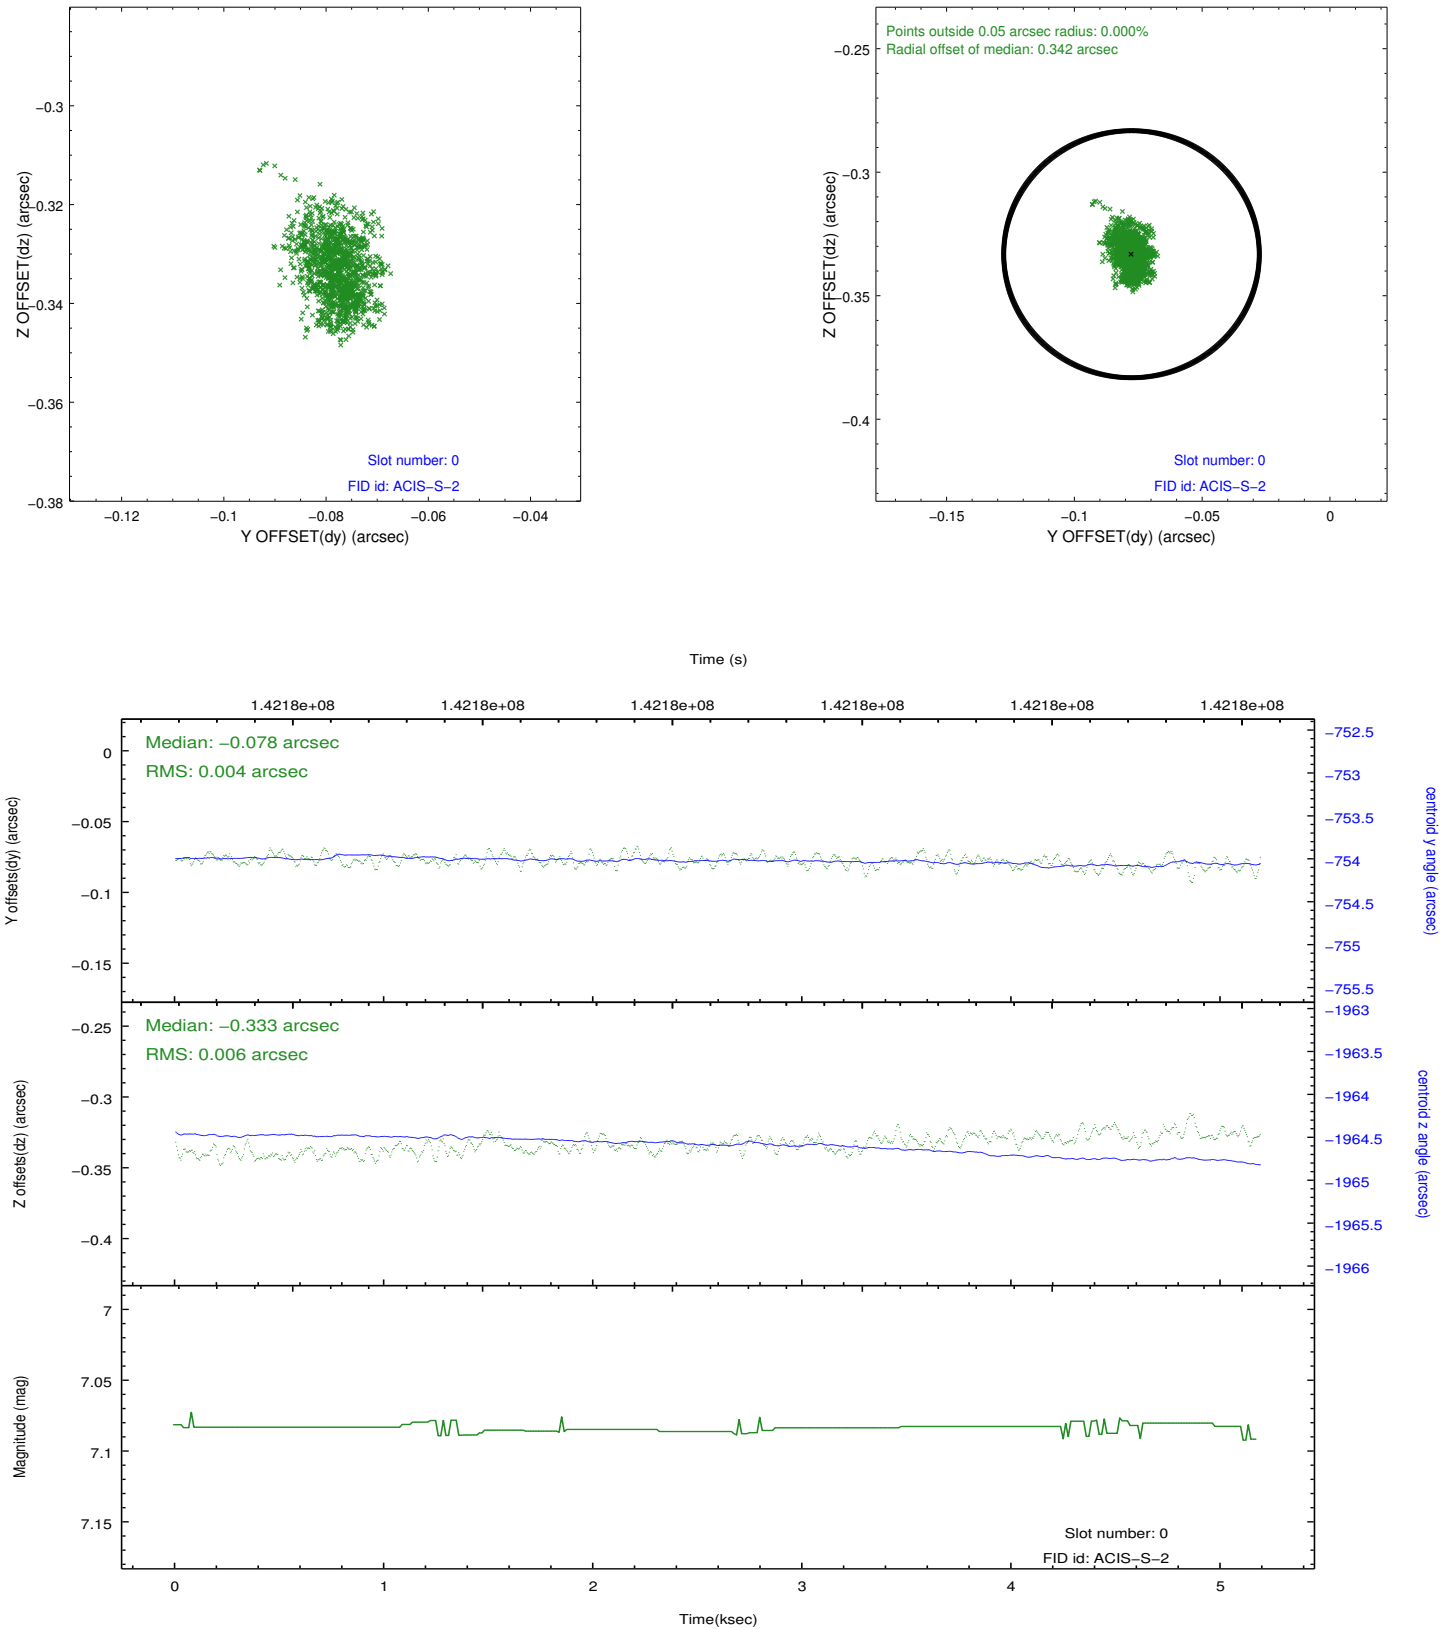 −0.3
−0.32
−0.34
−0.36
−0.38
Z OFFSET(dz) (arcsec)
Slot number: 0
FID id: ACIS−S−2
−0.12
−0.1
−0.08
−0.06
−0.04
Y OFFSET(dy) (arcsec)
Points outside 0.05 arcsec radius: 0.000%
Radial offset of median: 0.342 arcsec
−0.25
−0.3
−0.35
−0.4
Z OFFSET(dz) (arcsec)
Slot number: 0
FID id: ACIS−S−2
−0.15
−0.1
−0.05
0
Y OFFSET(dy) (arcsec)
Time (s)
1.4218e+08
1.4218e+08
1.4218e+08
1.4218e+08
1.4218e+08
1.4218e+08
Median: −0.078 arcsec
RMS: 0.004 arcsec
0
−0.05
−0.1
−0.15
Y offsets(dy) (arcsec)
−752.5
−753
−753.5
−754
−754.5
−755
−755.5
centroid y angle (arcsec)
Median: −0.333 arcsec
RMS: 0.006 arcsec
−0.25
−0.3
−0.35
−0.4
Z offsets(dz) (arcsec)
−1963
−1963.5
−1964
−1964.5
−1965
−1965.5
−1966
centroid z angle (arcsec)
7
7.05
7.1
7.15
Magnitude (mag)
Slot number: 0
FID id: ACIS−S−2
0
1
2
3
4
5
Time(ksec)